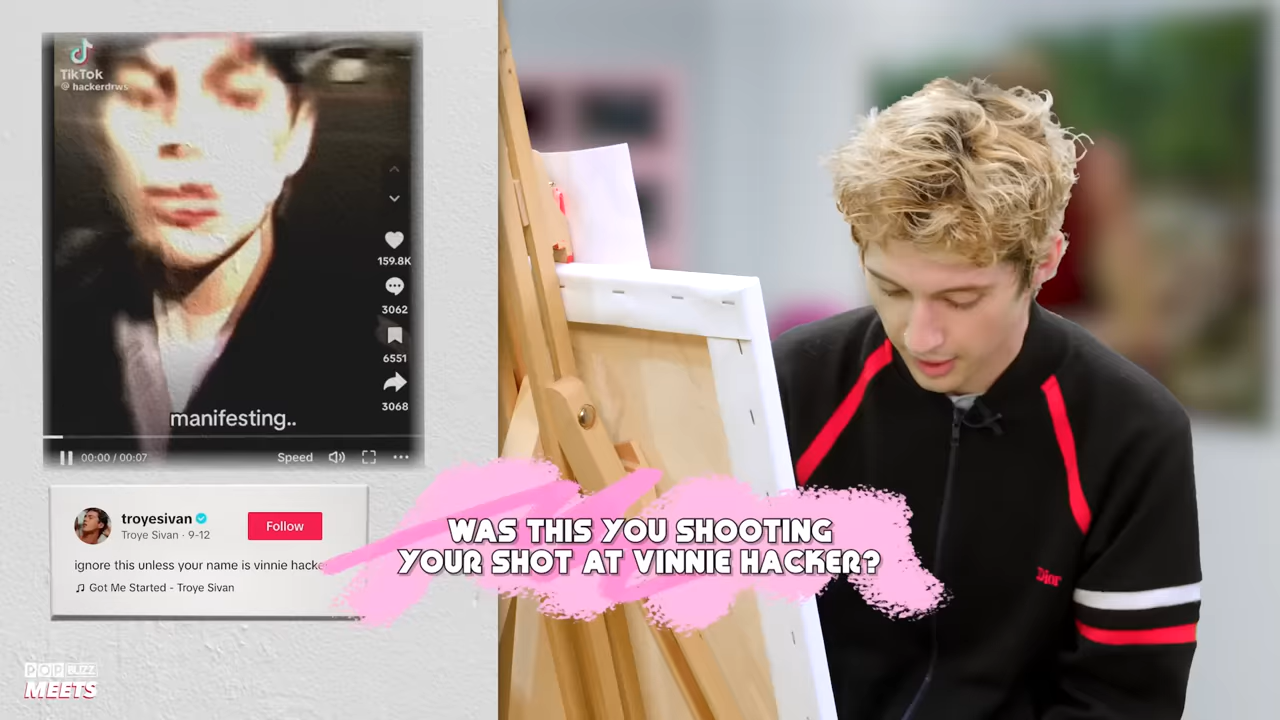 TikTok
@ hackerdrws
159.8K
3062
6551
3068
manifesting..
00:00 / 00:07
Speed
troyesivan
Troye Sivan · 9-12
Follow
ignore this unless your name is vinnie hacke
Got Me Started - Troye Sivan
WAS THIS YOU SHOOTING
YOUR SHOT AT VINNIE HACKER?
Dior
POPBUZZ
MEETS